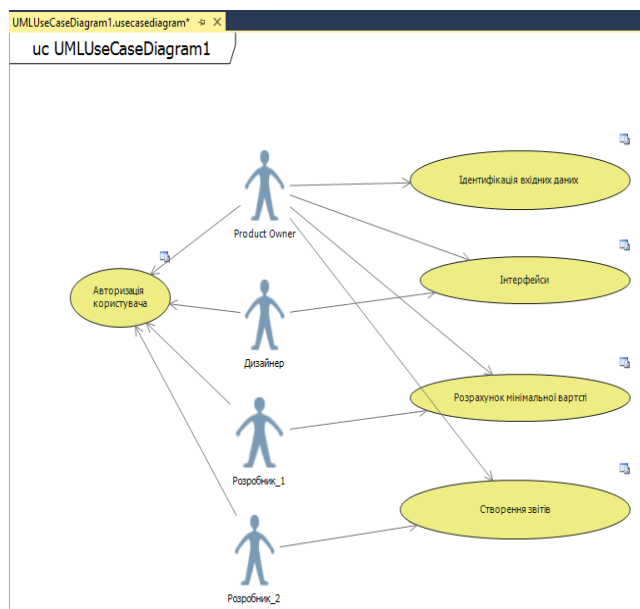 UMLUseCaseDiagram1.usecasediagram*
uc UMLUseCaseDiagram1
Ідентифікація вхідних даних
Product Owner
Авторизація
користувача
Інтерфейси
Дизайнер
Розрахунок мінімальної вартсті
Розробник_1
Створення звітів
Розробник_2